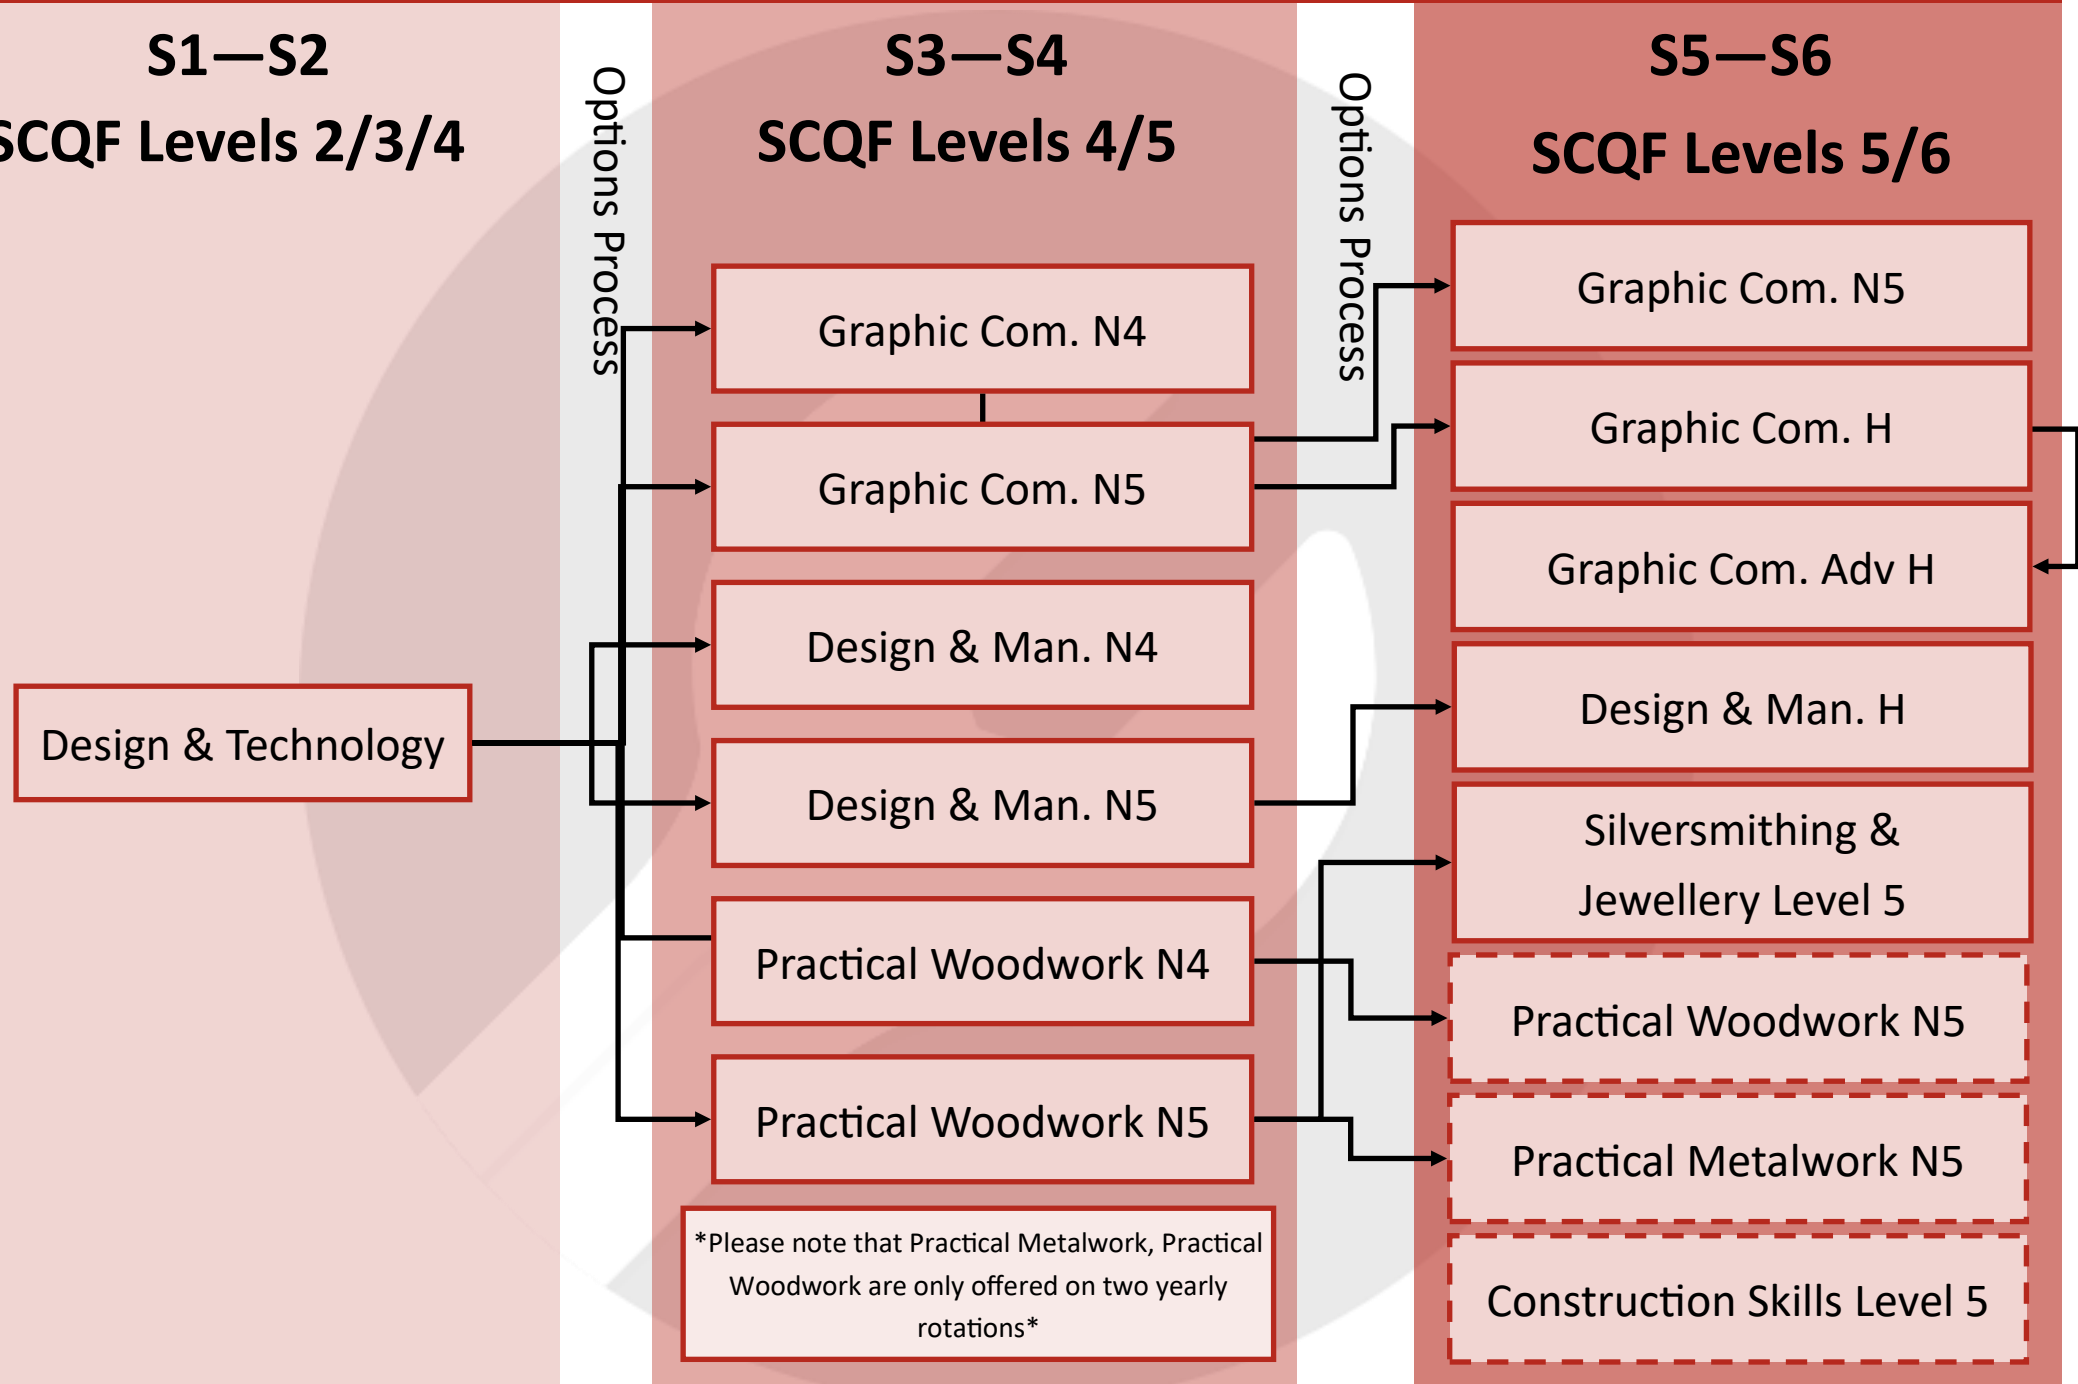 S1—S2
SCQF Levels 2/3/4
Design & Technology
Options Process
S3—S4
SCQF Levels 4/5
Graphic Com. N4
Graphic Com. N5
Design & Man. N4
Design & Man. N5
Practical Woodwork N4
Practical Woodwork N5
*Please note that Practical Metalwork, Practical
Woodwork are only offered on two yearly
rotations*
Options Process
S5—S6
SCQF Levels 5/6
Graphic Com. N5
Graphic Com. H
Graphic Com. Adv H
Design & Man. H
Silversmithing &
Jewellery Level 5
Practical Woodwork N5
Practical Metalwork N5
Construction Skills Level 5